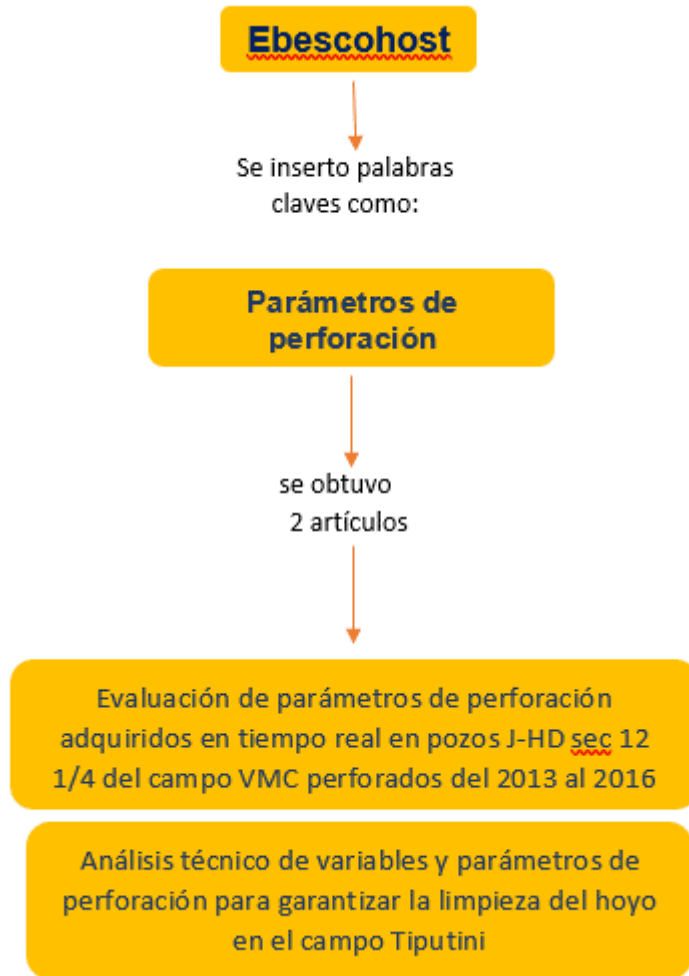 Ebescohost
Se inserto palabras
claves como:
Parámetros de
perforación
se obtuvo
2 artículos
Evaluación de parámetros de perforación
adquiridos en tiempo real en pozos J-HD sec 12
1/4 del campo VMC perforados del 2013 al 2016
Análisis técnico de variables y parámetros de
perforación para garantizar la limpieza del hoyo
en el campo Tiputini